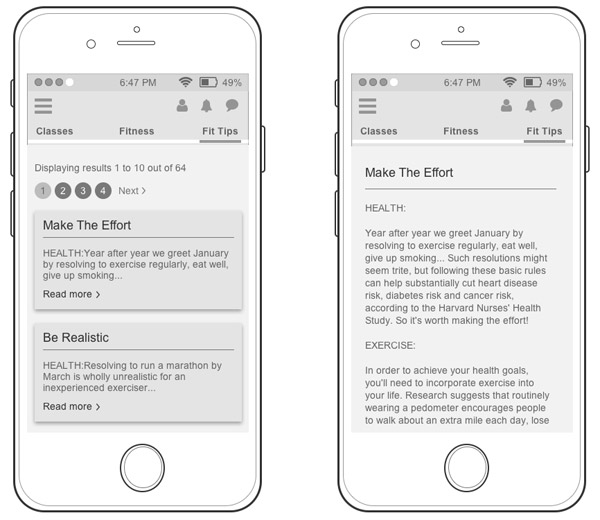 6:47 PM 49%
Classes Fitness Fit Tips
Displaying results 1 to 10 out of 64
1 2 3 4 Next >
Make The Effort
HEALTH:Year after year we greet January
by resolving to exercise regularly, eat well,
give up smoking...
Read more >
Be Realistic
HEALTH:Resolving to run a marathon by
March is wholly unrealistic for an
inexperienced exerciser...
Read more >
6:47 PM 49%
Classes Fitness Fit Tips
Make The Effort
HEALTH:
Year after year we greet January by
resolving to exercise regularly, eat well,
give up smoking... Such resolutions might
seem trite, but following these basic rules
can help substantially cut heart disease
risk, diabetes risk and cancer risk,
according to the Harvard Nurses' Health
Study. So it's worth making the effort!
EXERCISE:
In order to achieve your health goals,
you'll need to incorporate exercise into
your life. Research suggests that routinely
wearing a pedometer encourages people
to walk about an extra mile each day, lose